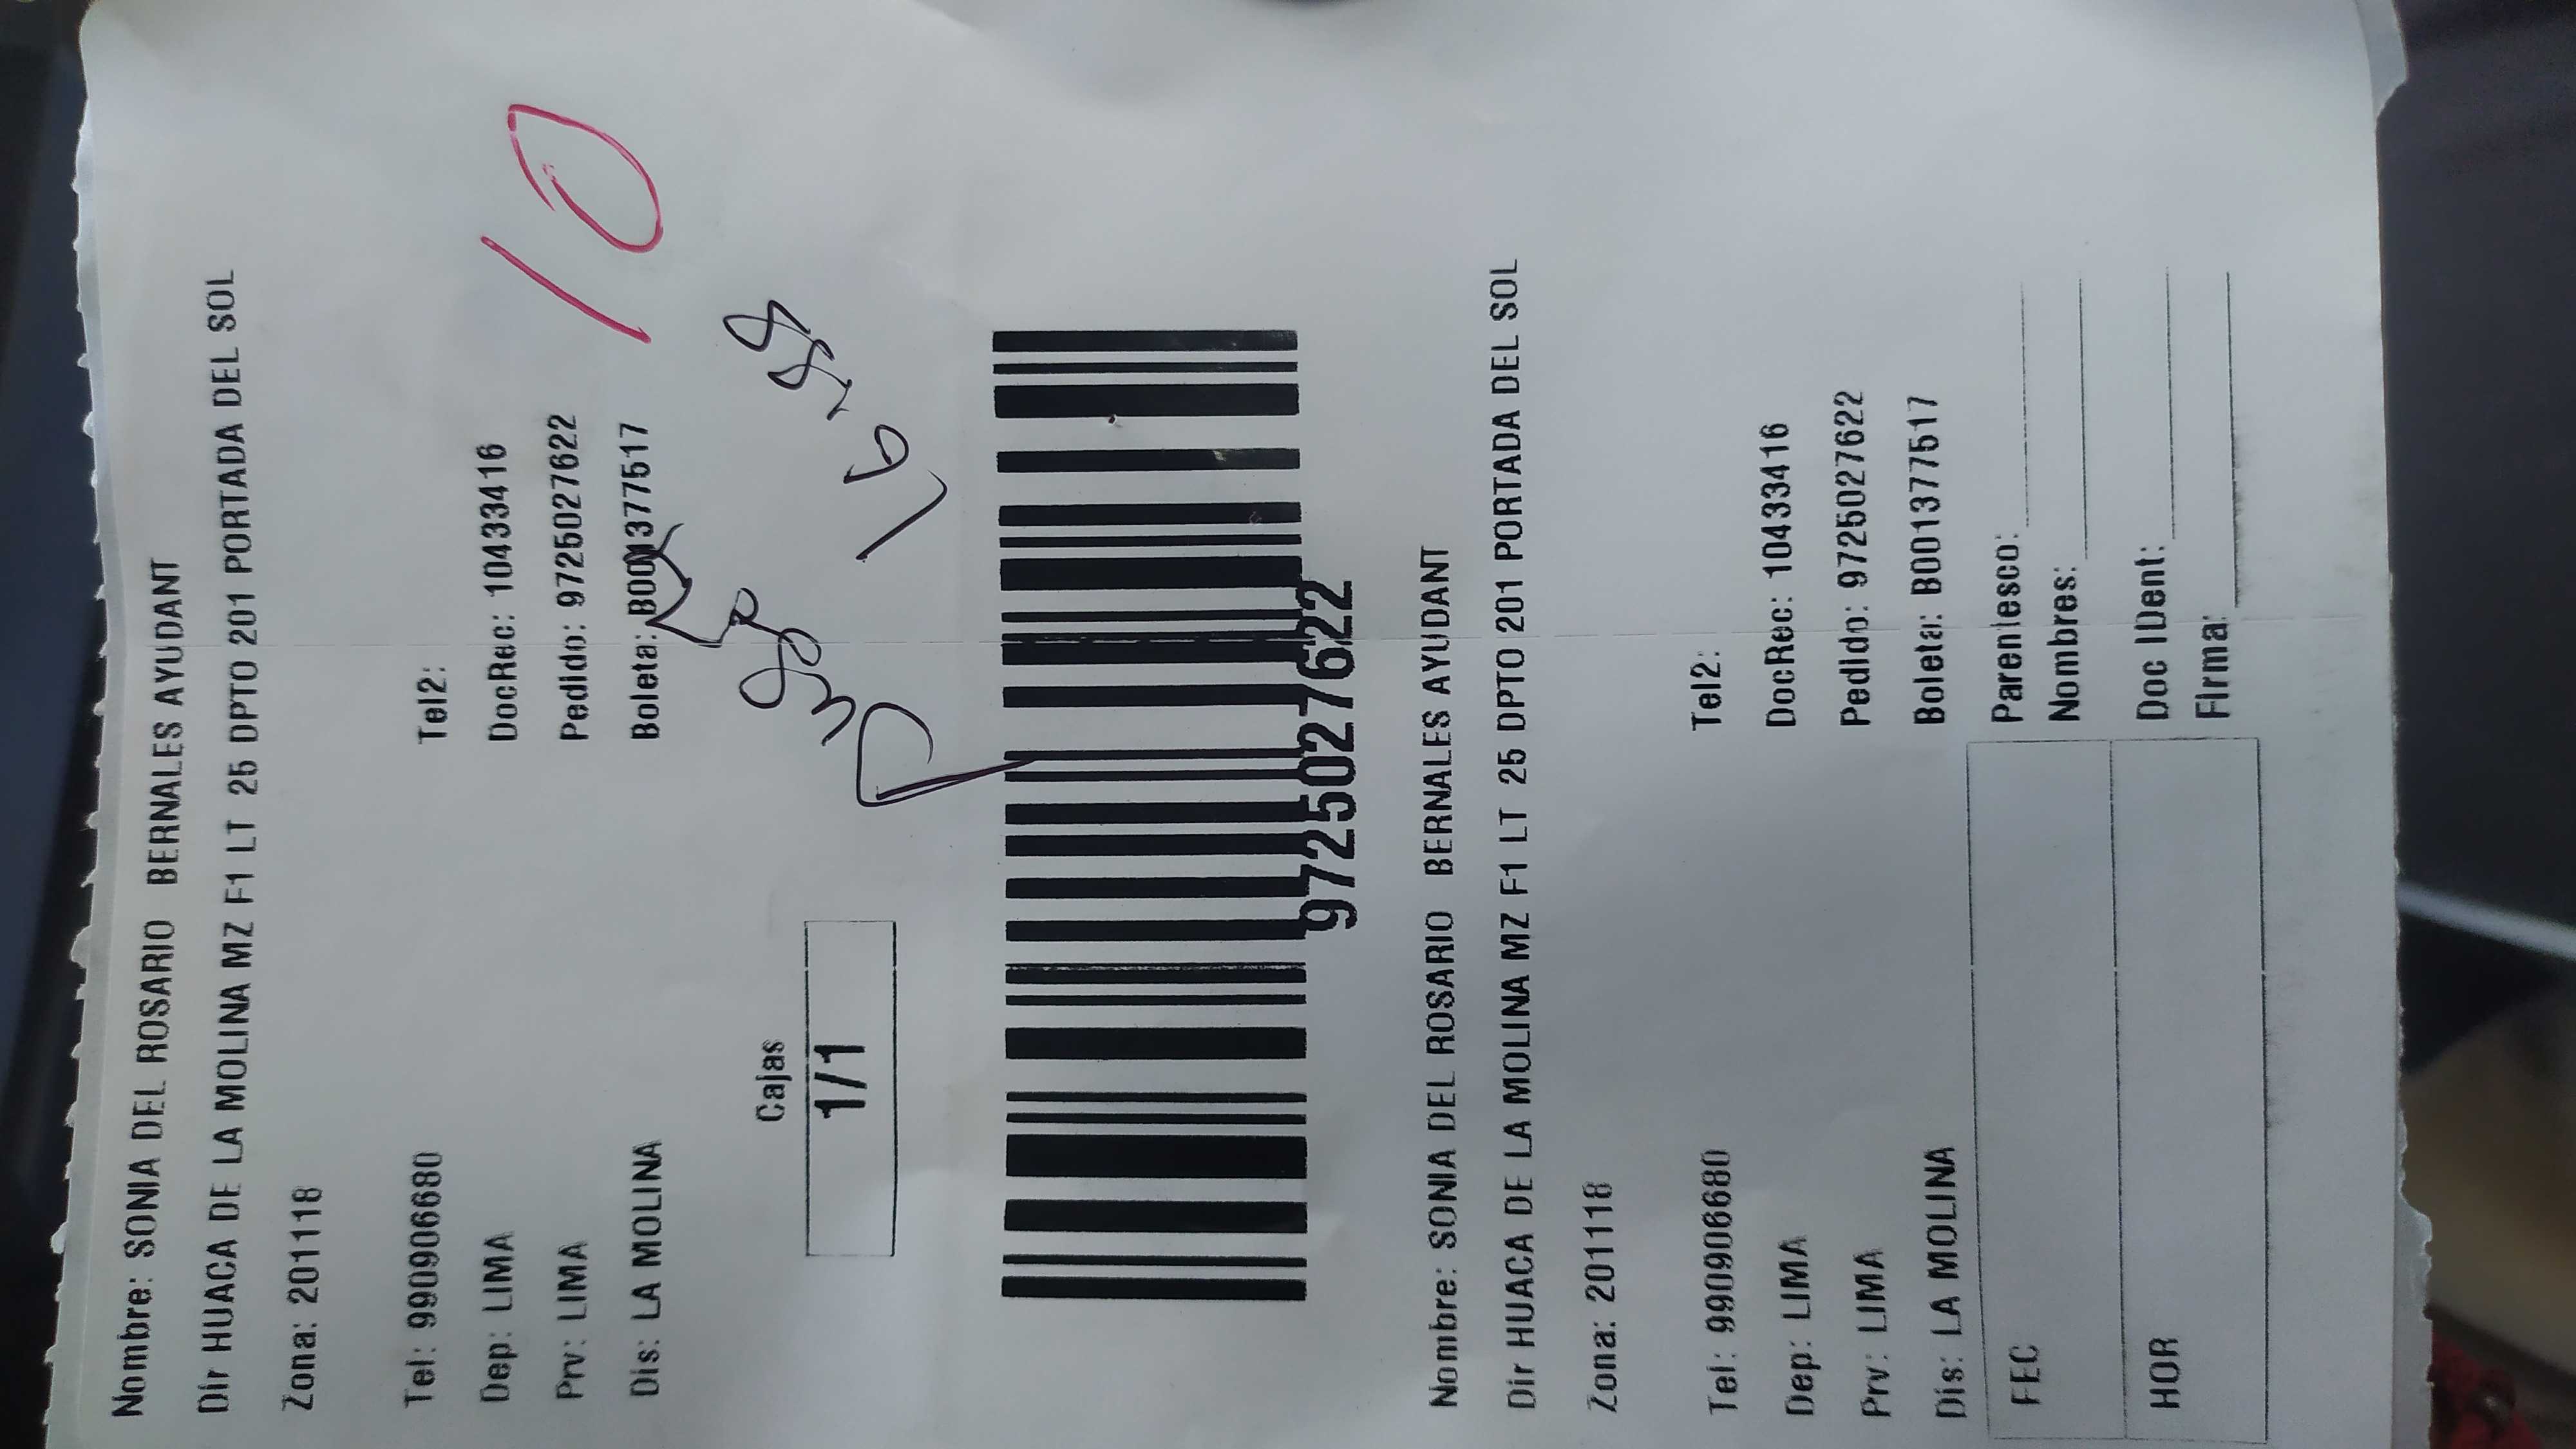 Nombre: SONIA DEL ROSARIO BERNALES AYUDANT
Dir HUACA DE LA MOLINA MZ F1 LT 25 DPTO 201 PORTADA DEL SOL
Zona: 201118
Tel: 990906680 Tel2:
Dep: LIMA DocRec: 10433416
Prv: LIMA Pedido: 9725027622
Dis: LA MOLINA Boleta: B001377517
10
Cajas
1/1
9725027622
Nombre: SONIA DEL ROSARIO BERNALES AYUDANT
Dir HUACA DE LA MOLINA MZ F1 LT 25 DPTO 201 PORTADA DEL SOL
Zona: 201118
Tel: 990906680 Tel2:
Dep: LIMA DocRec: 10433416
Prv: LIMA Pedido: 9725027622
Dis: LA MOLINA Boleta: B001377517
FEC Parentesco:
Nombres:
HOR Doc IDent:
Firma: